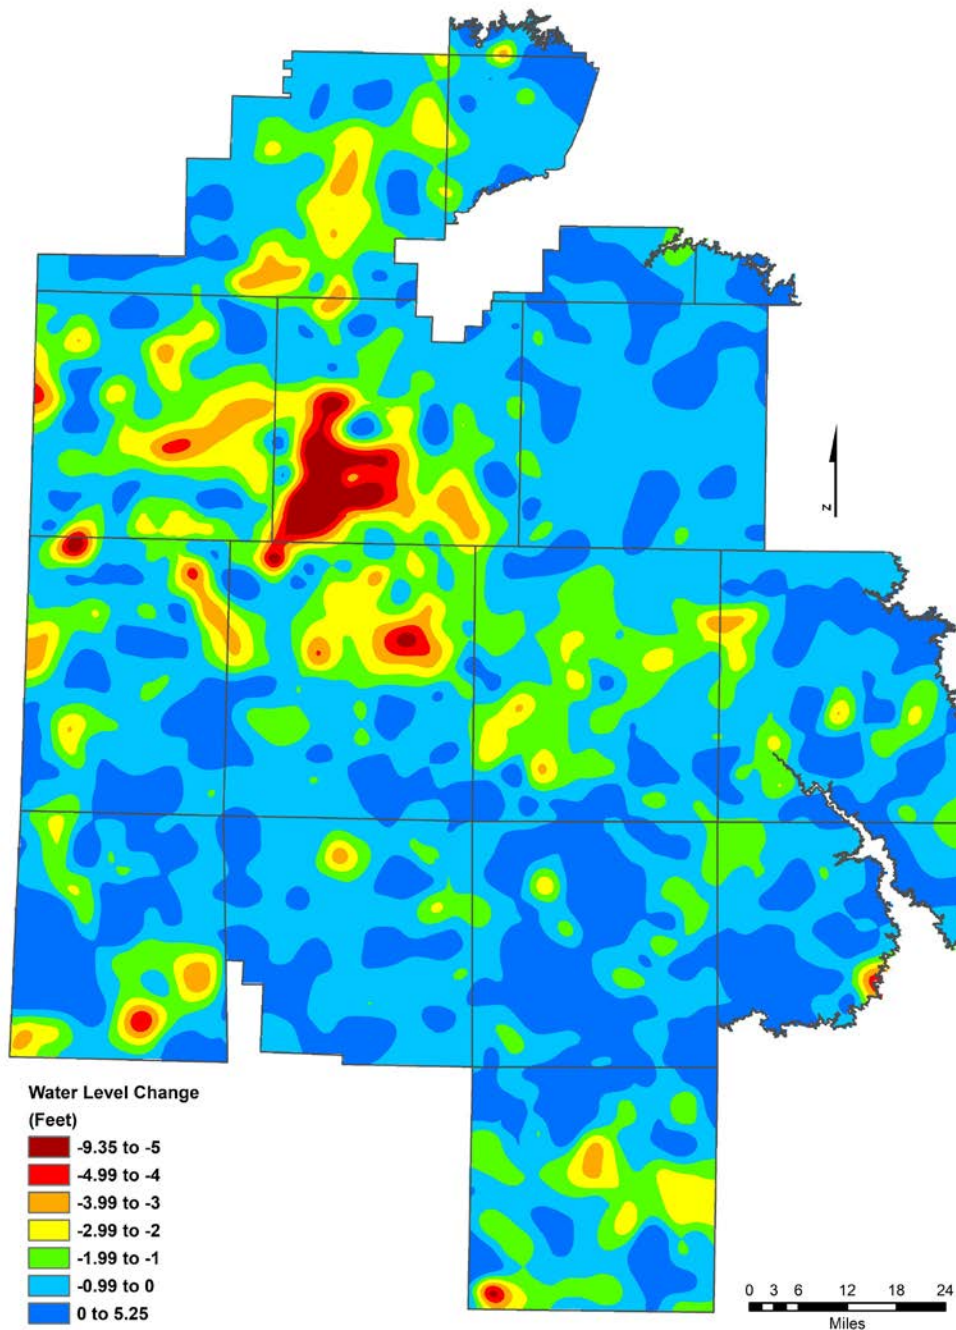 N
Water Level Change
(Feet)
-9.35 to -5
-4.99 to -4
-3.99 to -3
-2.99 to -2
-1.99 to -1
-0.99 to 0
0 to 5.25
0 3 6 12 18 24
Miles